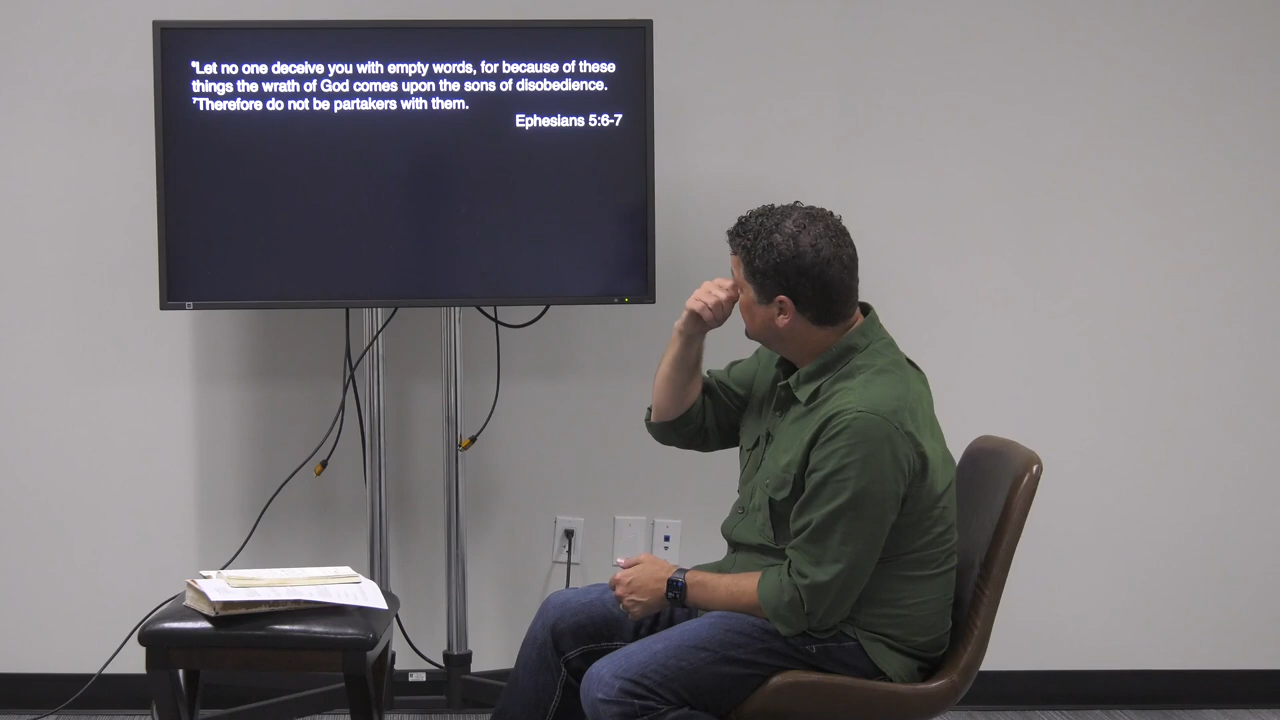 ⁶Let no one deceive you with empty words, for because of these
things the wrath of God comes upon the sons of disobedience.
⁷Therefore do not be partakers with them.
Ephesians 5:6-7